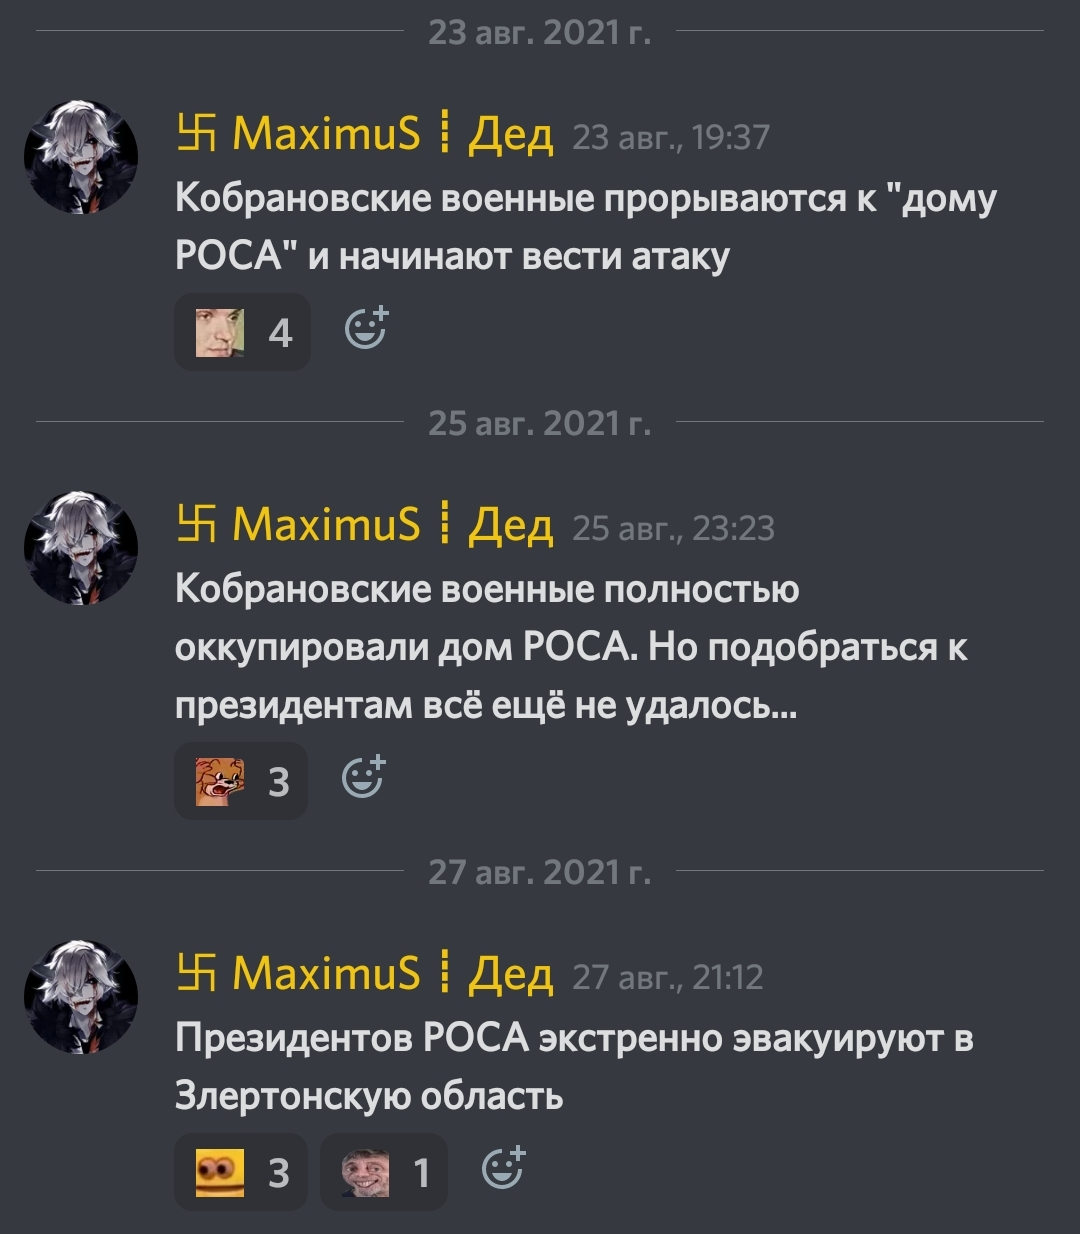 23 авг. 2021 г.
卐 MaximuS ┋ Дед 23 авг., 19:37
Кобрановские военные прорываются к "дому
РОСА" и начинают вести атаку
4
25 авг. 2021 г.
卐 MaximuS ┋ Дед 25 авг., 23:23
Кобрановские военные полностью
оккупировали дом РОСА. Но подобраться к
президентам всё ещё не удалось...
3
27 авг. 2021 г.
卐 MaximuS ┋ Дед 27 авг., 21:12
Президентов РОСА экстренно эвакуируют в
Злертонскую область
3 1